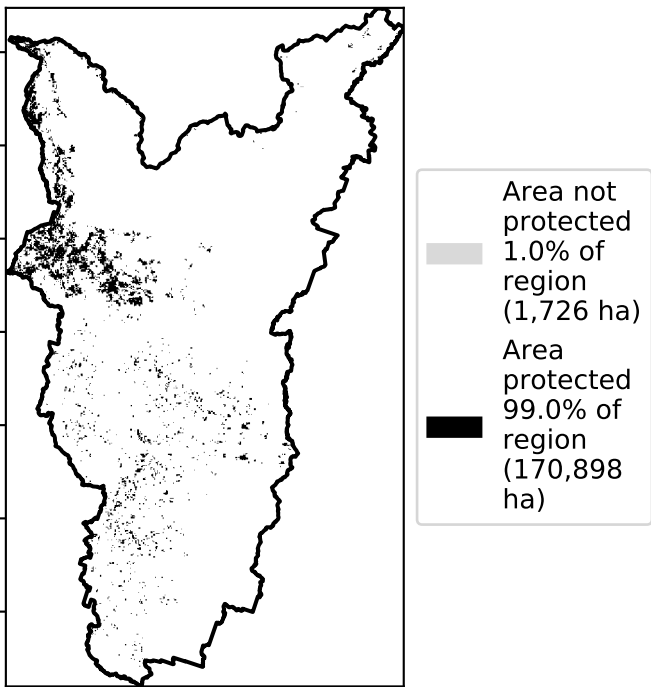 Area not
protected
1.0% of
region
(1,726 ha)
Area
protected
99.0% of
region
(170,898
ha)